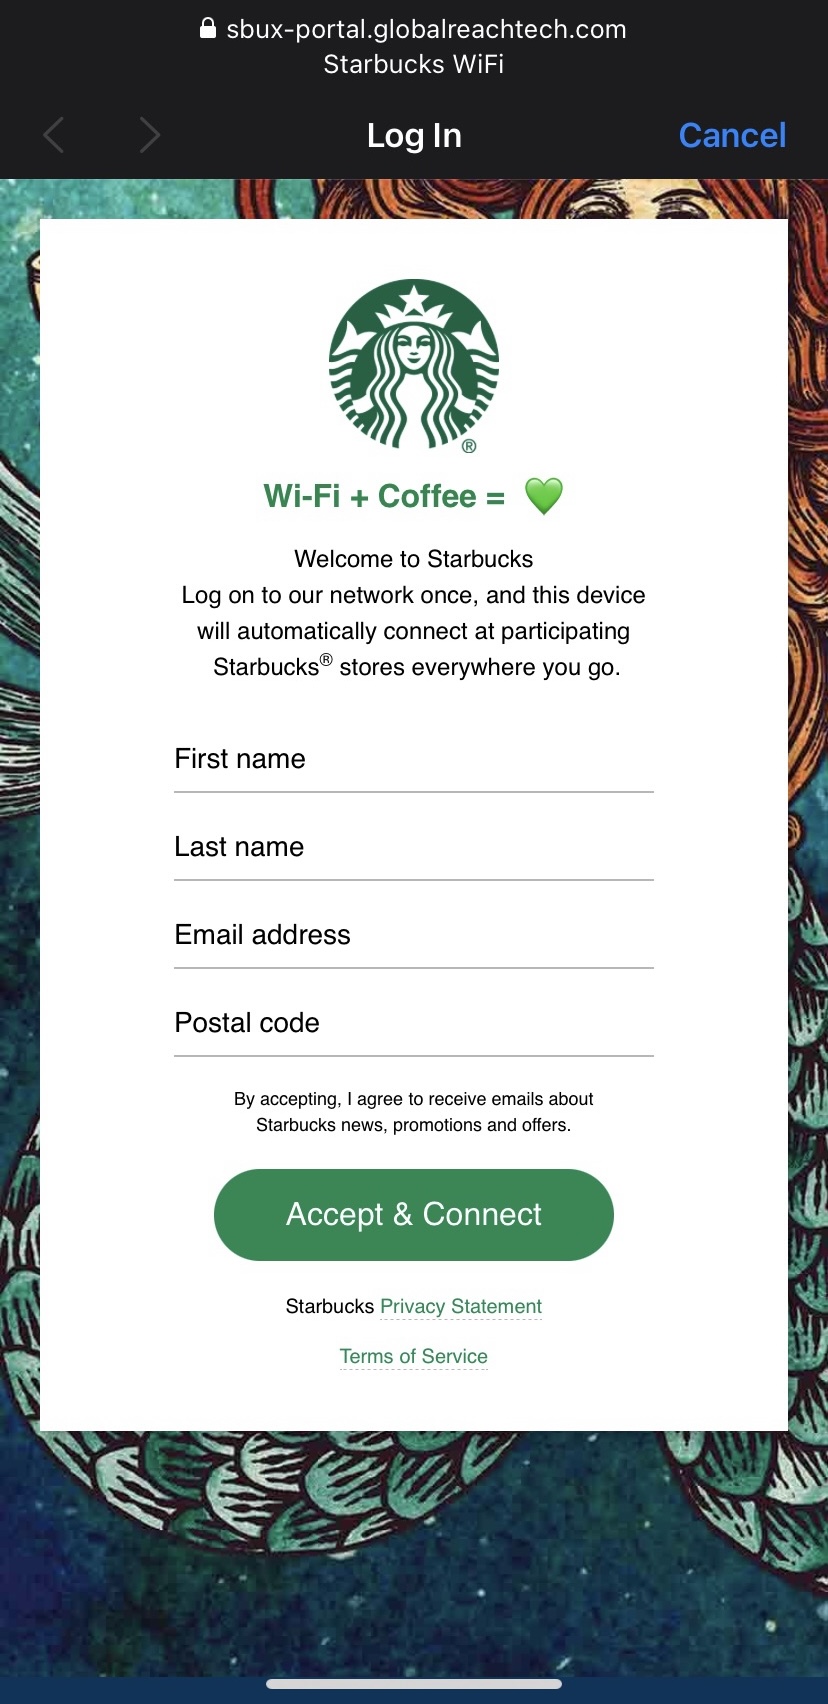 sbux-portal.globalreachtech.com
Starbucks WiFi
Log In
Cancel
®
Wi-Fi + Coffee = 💚
Welcome to Starbucks
Log on to our network once, and this device
will automatically connect at participating
Starbucks® stores everywhere you go.
First name
Last name
Email address
Postal code
By accepting, I agree to receive emails about
Starbucks news, promotions and offers.
Accept & Connect
Starbucks Privacy Statement
Terms of Service